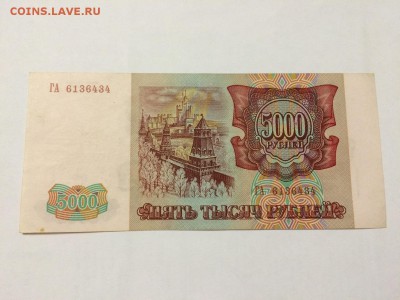 COINS.LAVE.RU
ГА 6136434
5000
РУБЛЕЙ
ГА 6136434
5000
ПЯТЬ ТЫСЯЧ РУБЛЕЙ